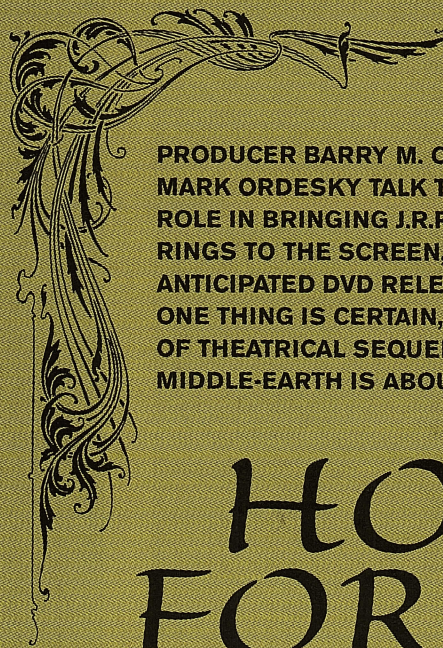 PRODUCER BARRY M.
MARK ORDESKY TALK
ROLE IN BRINGING J.R.
RINGS TO THE SCREEN,
ANTICIPATED DVD RELE
ONE THING IS CERTAIN,
OF THEATRICAL SEQUE
MIDDLE-EARTH IS ABOU
HO
FOR